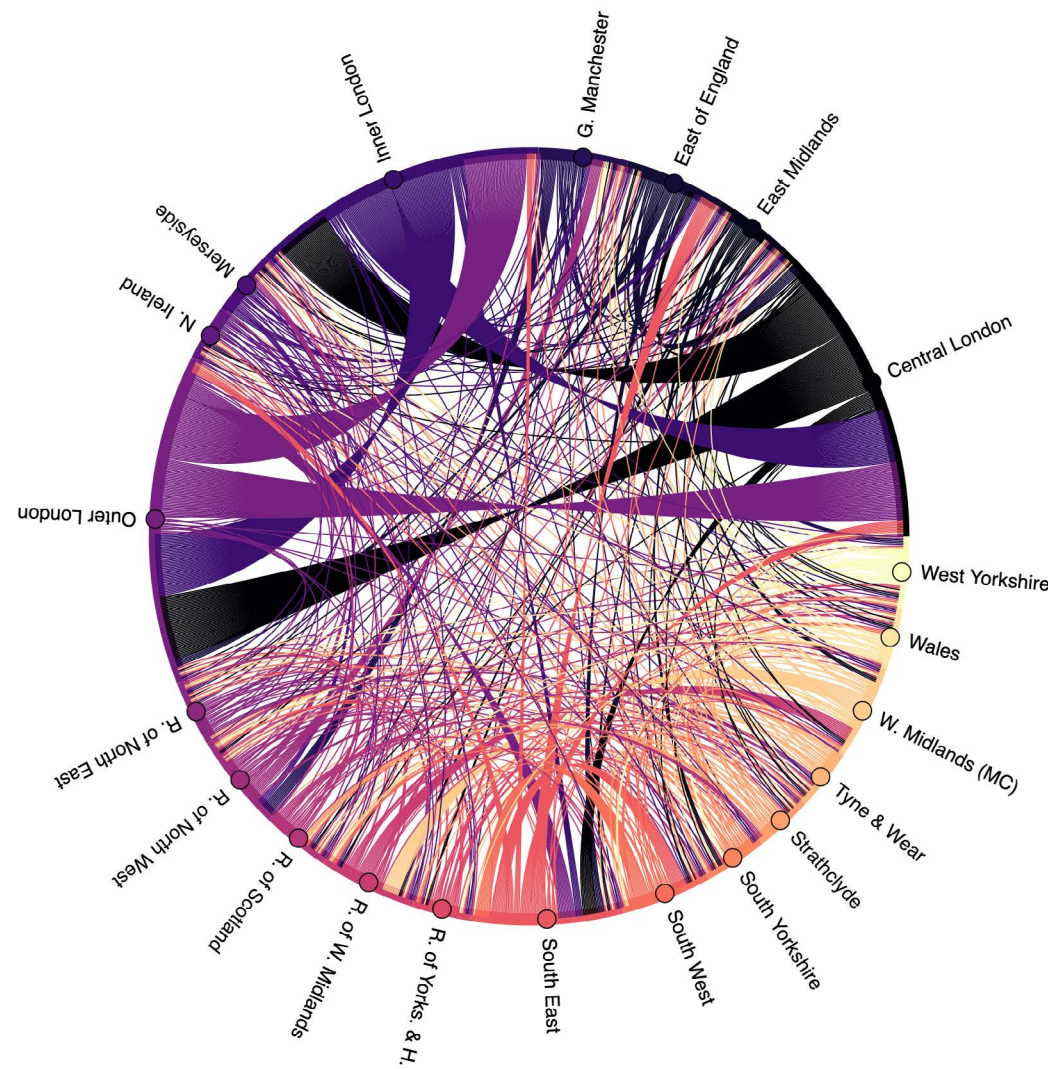 G. Manchester
East of England
East Midlands
Central London
West Yorkshire
Wales
W. Midlands (MC)
Tyne & Wear
Strathclyde
South Yorkshire
South West
South East
R. of Yorks. & H.
R. of W. Midlands
R. of Scotland
R. of North West
R. of North East
Outer London
N. Ireland
Merseyside
Inner London